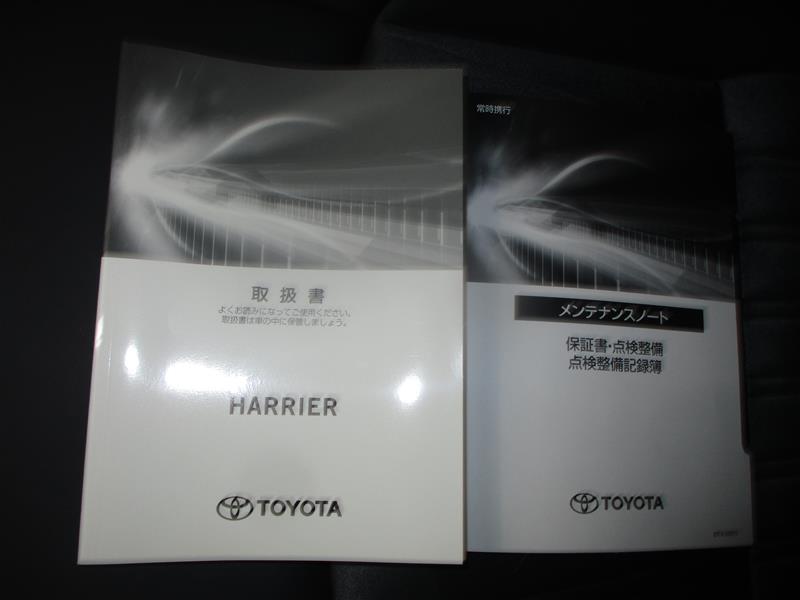 取扱書
よくお読みになってご使用ください。
取扱書は車の中に保管しましょう。
HARRIER
TOYOTA
常時携行
メンテナンスノート
保証書・点検整備
点検整備記録簿
TOYOTA